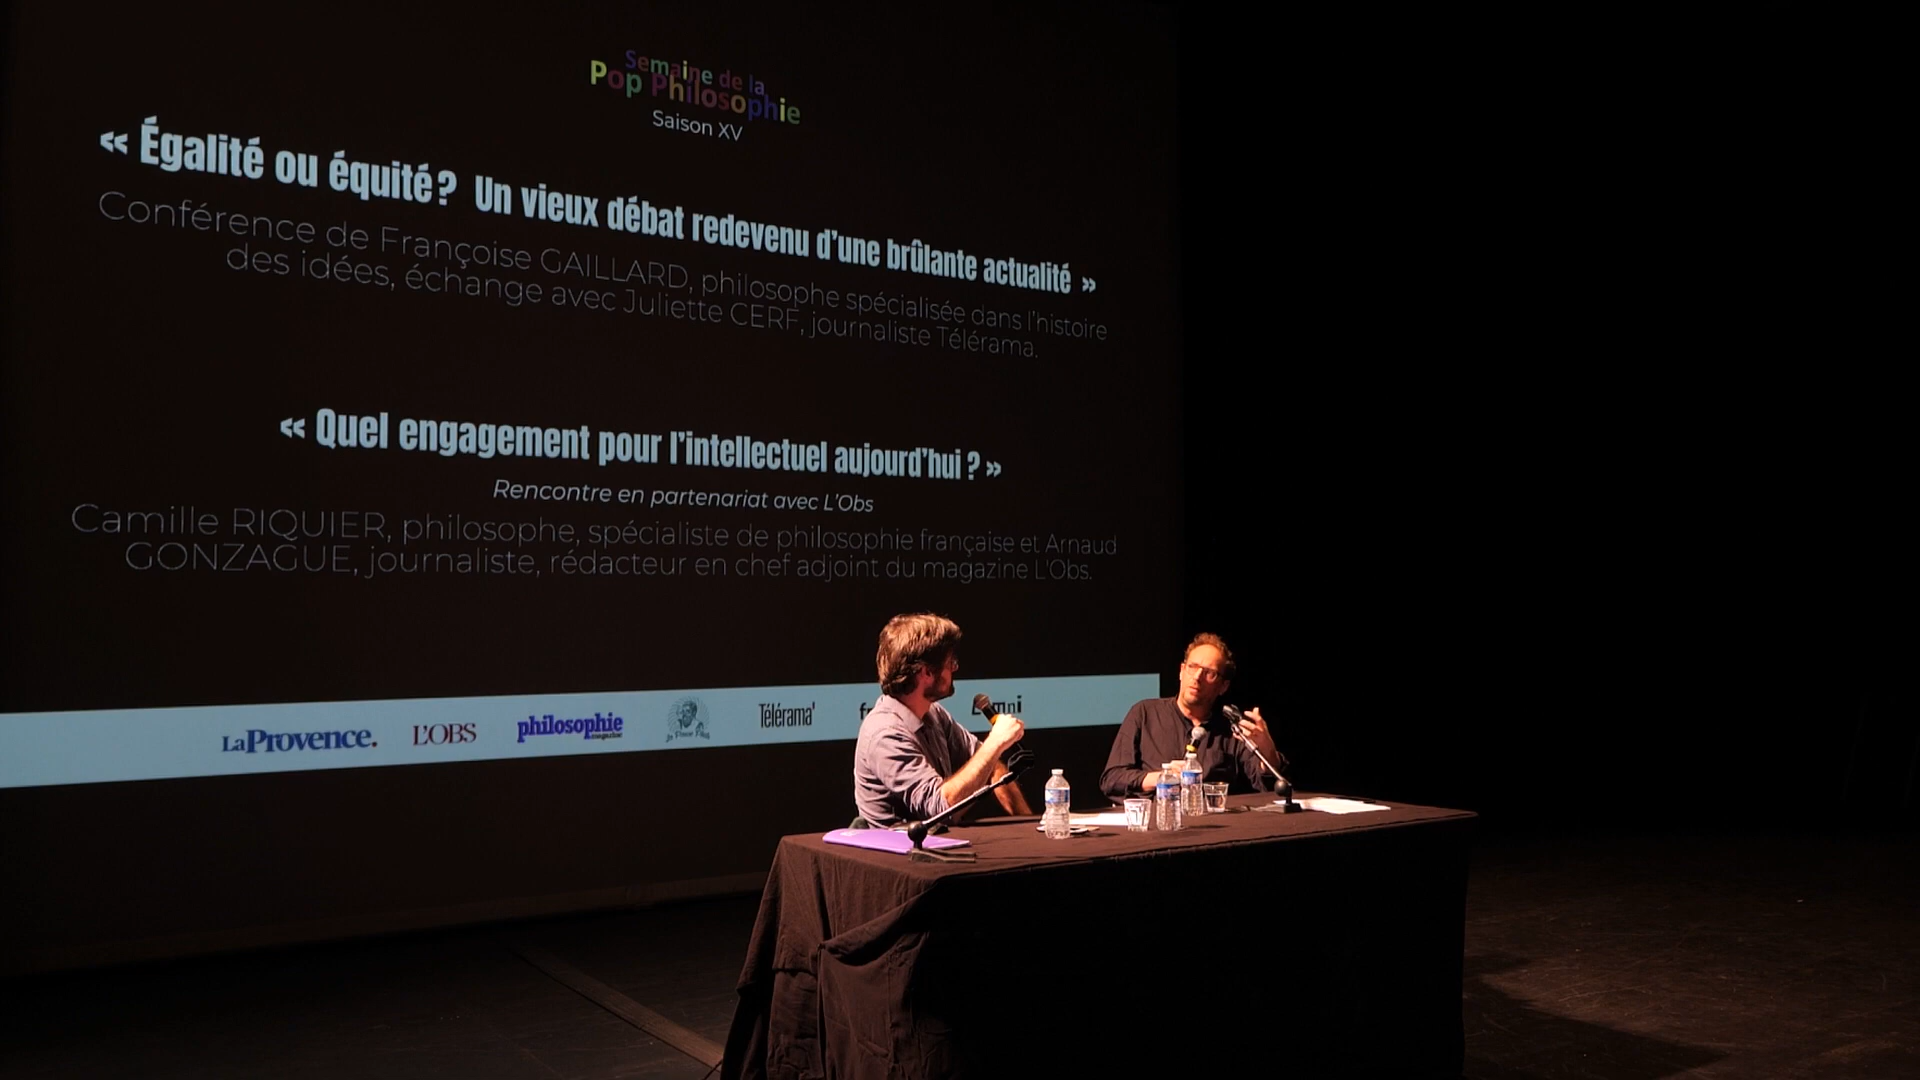 Semaine de la
Pop Philosophie
Saison XV
« Égalité ou équité ? Un vieux débat redevenu d'une brûlante actualité »
Conférence de Françoise GAILLARD, philosophe spécialisée dans l'histoire
des idées, échange avec Juliette CERF, journaliste Télérama.
« Quel engagement pour l'intellectuel aujourd'hui ? »
Rencontre en partenariat avec L'Obs
Camille RIQUIER, philosophe, spécialiste de philosophie française et Arnaud
GONZAGUE, journaliste, rédacteur en chef adjoint du magazine L'Obs.
LaProvence.
L'OBS
philosophie
magazine
Télérama'